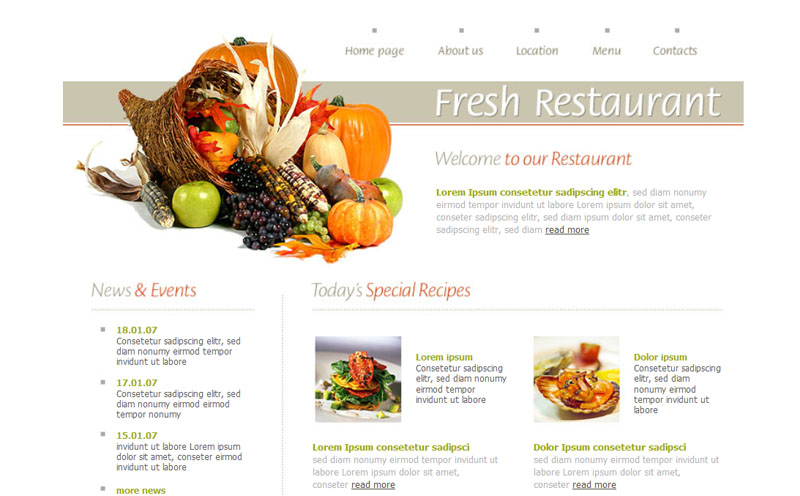 Home page
About us
Location
Menu
Contacts
Fresh Restaurant
Welcome to our Restaurant
Lorem Ipsum consetetur sadipscing elitr, sed diam nonumy
eirmod tempor invidunt ut labore Lorem ipsum dolor sit amet,
conseter sadipscing elitr, sed diam ipsum dolor sit amet, conseter
sadipscing elitr, sed diam read more
News & Events
18.01.07
Consetetur sadipscing elitr, sed
diam nonumy eirmod tempor
invidunt ut labore
17.01.07
Consetetur sadipscing elitr, sed
diam nonumy eirmod eirmod
tempor nonumy
15.01.07
invidunt ut labore Lorem ipsum
dolor sit amet, conseter eirmod
invidunt ut labore
more news
Today's Special Recipes
Lorem ipsum
Consetetur sadipscing
elitr, sed diam nonumy
eirmod tempor
invidunt ut labore
Lorem Ipsum consetetur sadipsci
sed diam nonumy eirmod tempor invidunt ut
labore Lorem ipsum dolor sit amet,
conseter read more
Dolor ipsum
Consetetur sadipscing
elitr, sed diam
nonumy eirmod
tempor invidunt ut
labore
Dolor Ipsum consetetur sadipsci
sed diam nonumy eirmod tempor invidunt ut
labore Lorem ipsum dolor sit amet,
conseter read more